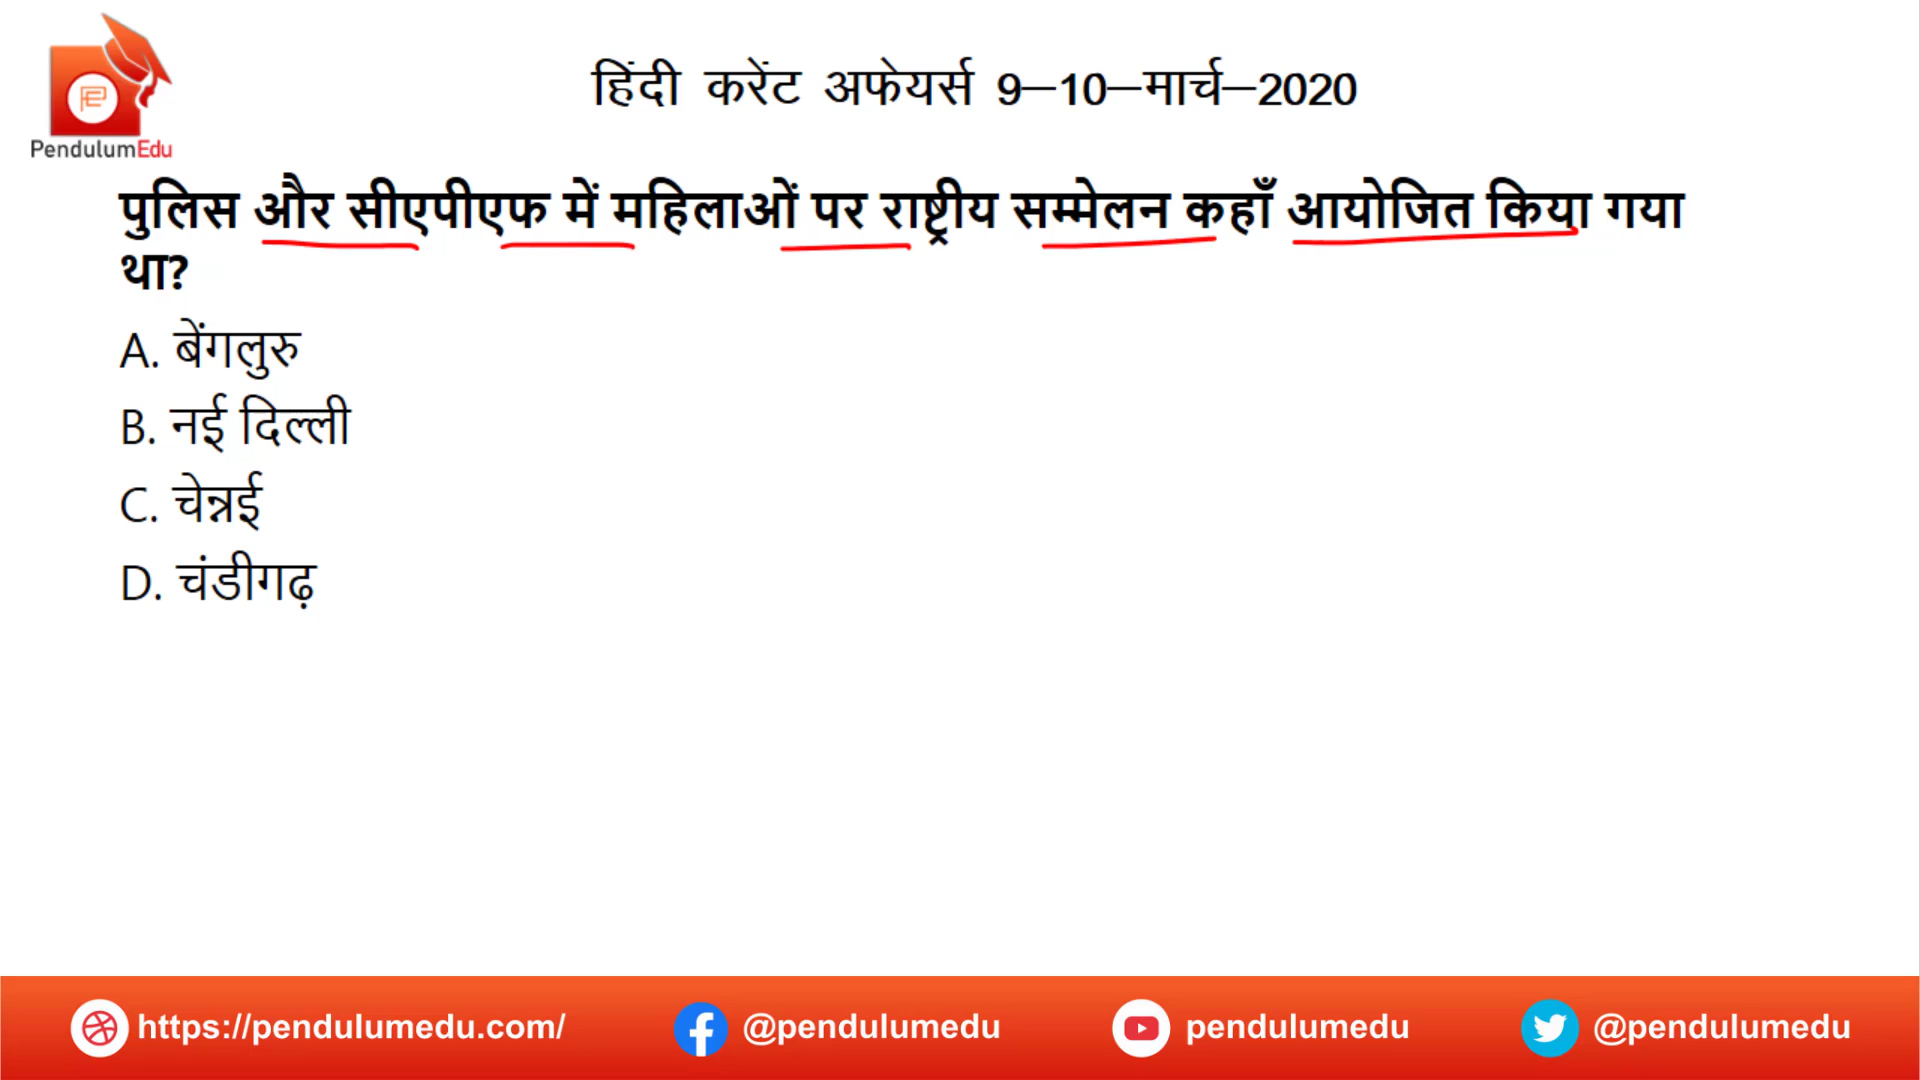 PendulumEdu
हिंदी करेंट अफेयर्स 9–10–मार्च–2020
पुलिस और सीएपीएफ में महिलाओं पर राष्ट्रीय सम्मेलन कहाँ आयोजित किया गया
था?
A. बेंगलुरु
B. नई दिल्ली
C. चेन्नई
D. चंडीगढ़
https://pendulumedu.com/ @pendulumedu pendulumedu @pendulumedu